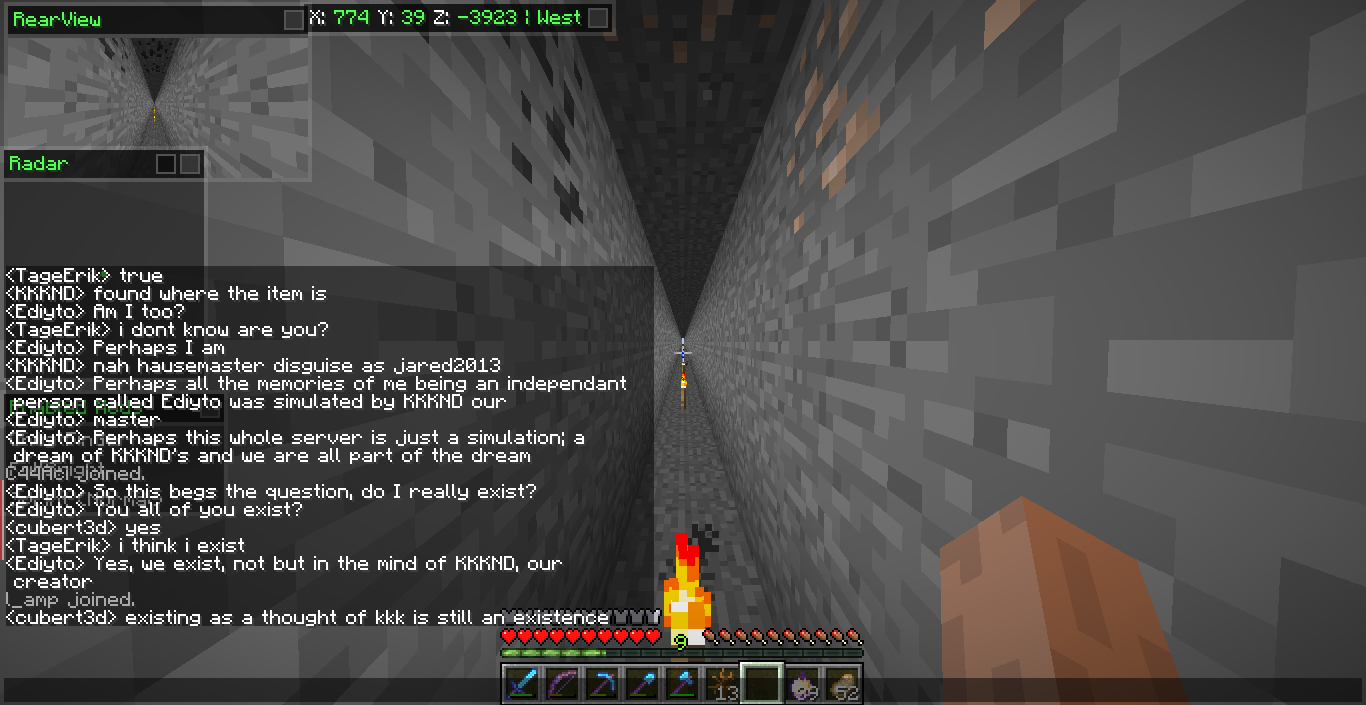 RearView
X: 774 Y: 39 Z: -3923 | West
Radar
<TageErik> true
<KKKND> found where the item is
<Ediyto> Am I too?
<TageErik> i dont know are you?
<Ediyto> Perhaps I am
<KKKND> nah hausemaster disguise as jared2013
<Ediyto> Perhaps all the memories of me being an independant
person called Ediyto was simulated by KKKND our
<Ediyto> master
<Ediyto> Perhaps this whole server is just a simulation; a
dream of KKKND's and we are all part of the dream
joined.
<Ediyto> So this begs the question, do I really exist?
<Ediyto> You all of you exist?
<cubert3d> yes
<TageErik> i think i exist
<Ediyto> Yes, we exist, not but in the mind of KKKND, our
creator
l_amp joined.
<cubert3d> existing as a thought of kkk is still an existence
9
13
52